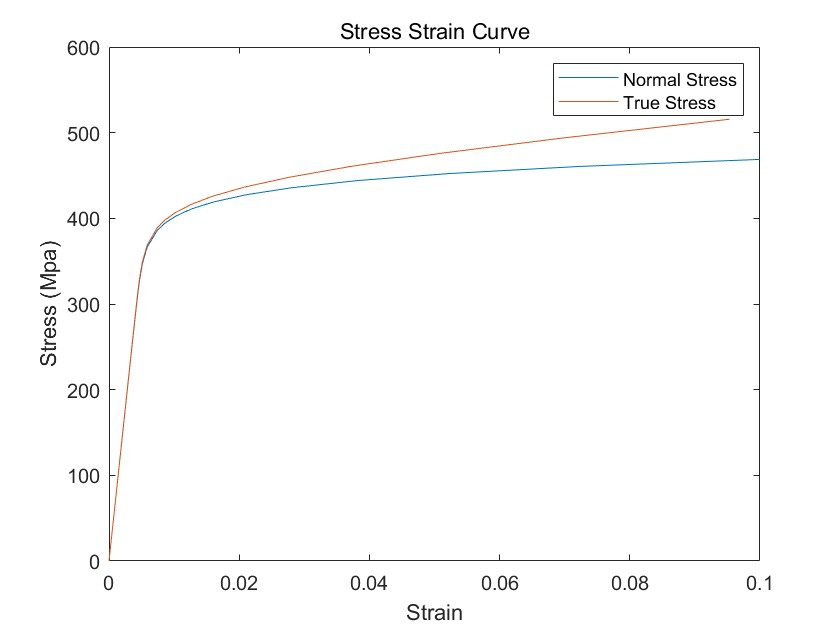 Stress Strain Curve
600
Normal Stress
True Stress
500
400
300
200
100
0
Stress (Mpa)
0
0.02
0.04
0.06
0.08
0.1
Strain